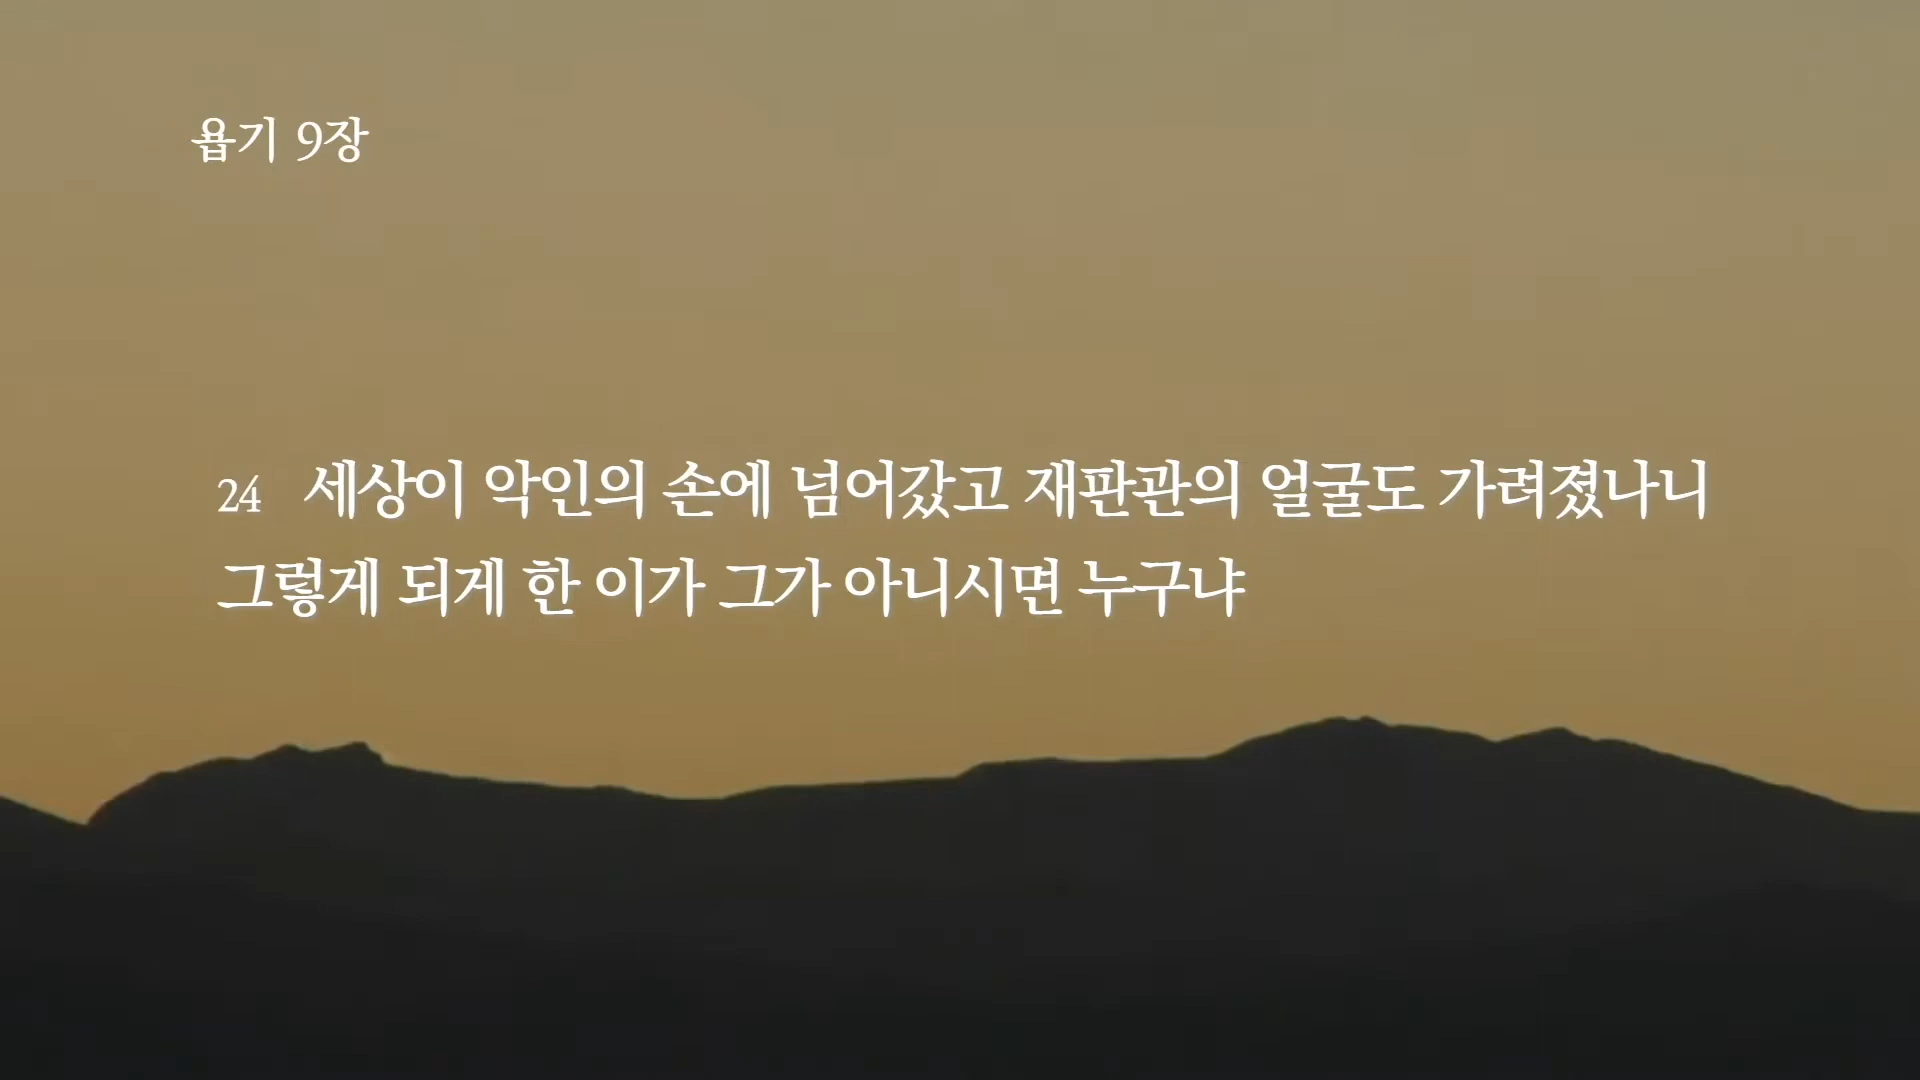 욥기 9장
24 세상이 악인의 손에 넘어갔고 재판관의 얼굴도 가려졌나니
그렇게 되게 한 이가 그가 아니시면 누구냐